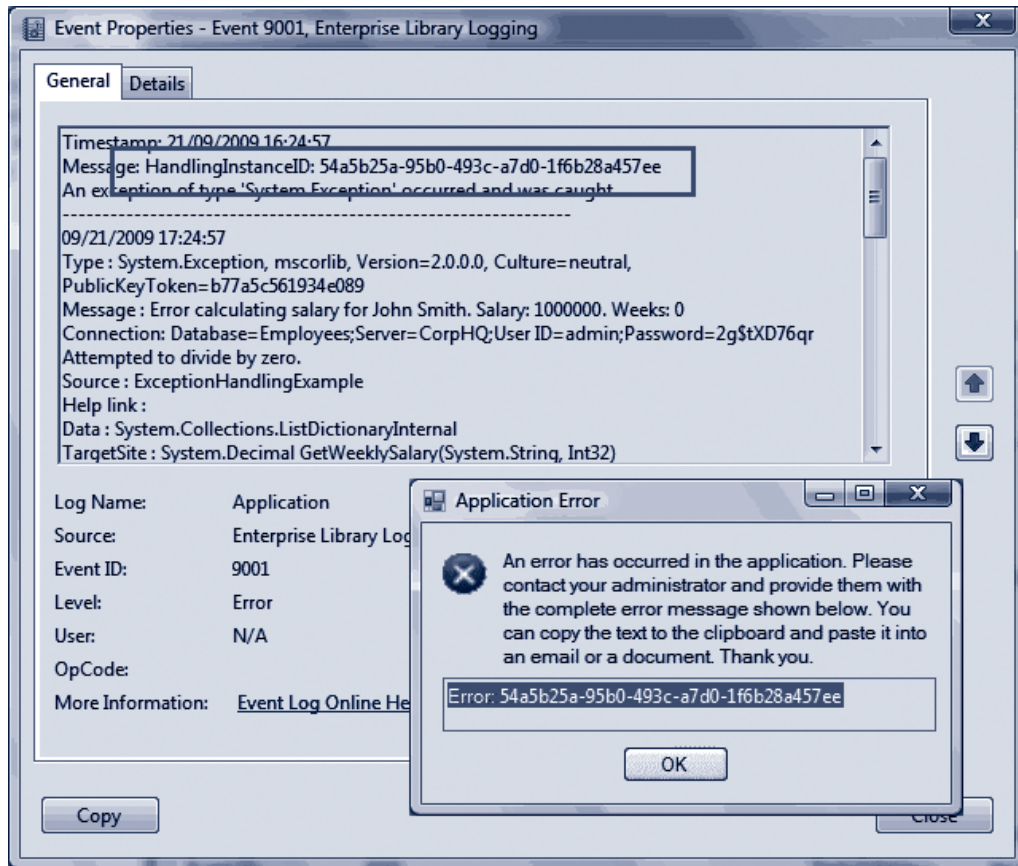 Event Properties - Event 9001, Enterprise Library Logging
X
General Details
Timestamp: 21/09/2009 16:24:57
Message: HandlingInstanceID: 54a5b25a-95b0-493c-a7d0-1f6b28a457ee
An exception of type 'System.Exception' occurred and was caught
----------------------------------------------------------------
09/21/2009 17:24:57
Type : System.Exception, mscorlib, Version=2.0.0.0, Culture=neutral,
PublicKeyToken=b77a5c561934e089
Message : Error calculating salary for John Smith. Salary: 1000000. Weeks: 0
Connection: Database=Employees;Server=CorpHQ;User ID=admin;Password=2g$tXD76qr
Attempted to divide by zero.
Source : ExceptionHandlingExample
Help link :
Data : System.Collections.ListDictionaryInternal
TargetSite : System.Decimal GetWeeklySalary(System.String, Int32)
Log Name: Application
Source: Enterprise Library Log
Event ID: 9001
Level: Error
User: N/A
OpCode:
More Information: Event Log Online He
Application Error
X
An error has occurred in the application. Please
contact your administrator and provide them with
the complete error message shown below. You
can copy the text to the clipboard and paste it into
an email or a document. Thank you.
Error: 54a5b25a-95b0-493c-a7d0-1f6b28a457ee
OK
Copy
Close